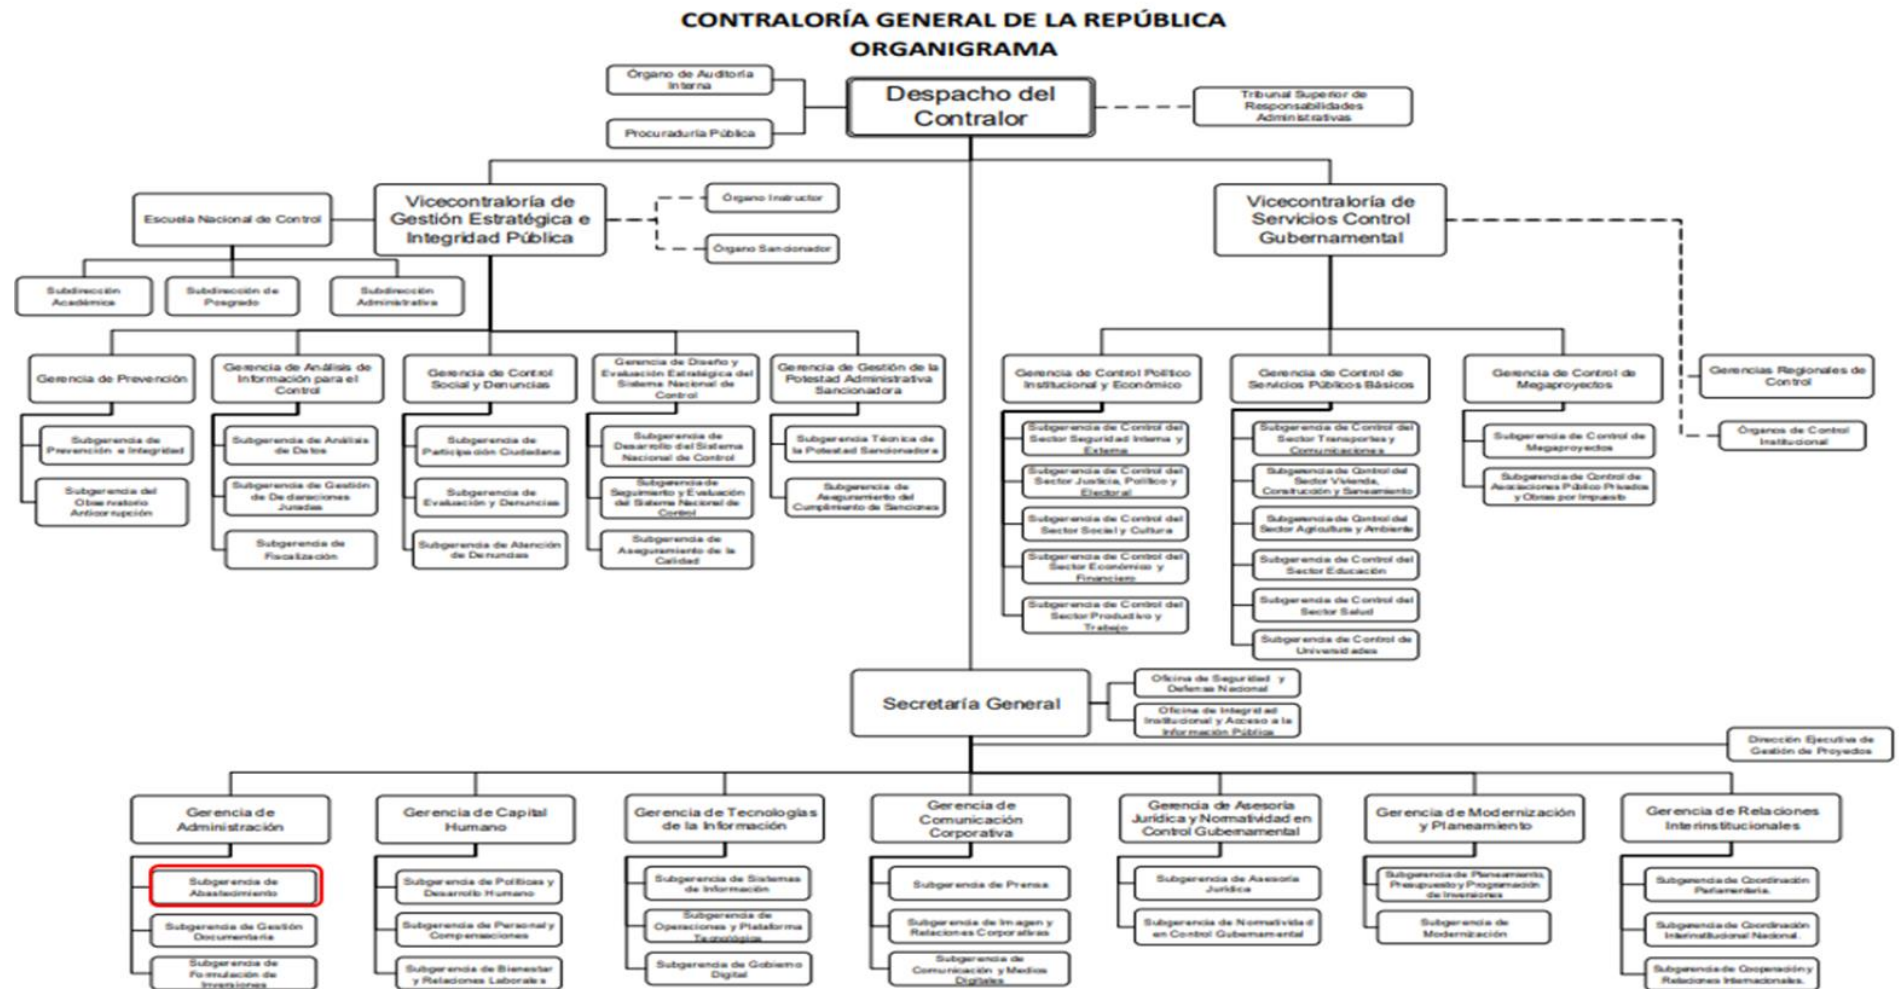 CONTRALORÍA GENERAL DE LA REPÚBLICA
ORGANIGRAMA
Órgano de Auditoría
Interna
Despacho del
Contralor
Tribunal Superior de
Responsabilidades
Administrativas
Procuraduría Pública
Escuela Nacional de Control
Vicecontraloría de
Gestión Estratégica e
Integridad Pública
Órgano Instructor
Órgano Sancionador
Vicecontraloría de
Servicios Control
Gubernamental
Subdirección
Académica
Subdirección de
Posgrado
Subdirección
Administrativa
Gerencia de Prevención
Gerencia de Análisis de
Información para el
Control
Gerencia de Control
Social y Denuncias
Gerencia de Diseño y
Evaluación Estratégica del
Sistema Nacional de
Control
Gerencia de Gestión de la
Potestad Administrativa
Sancionadora
Gerencia de Control Político
Institucional y Económico
Gerencia de Control de
Servicios Públicos Básicos
Gerencia de Control de
Megaproyectos
Gerencias Regionales de
Control
Órganos de Control
Institucional
Subgerencia de
Prevención e Integridad
Subgerencia del
Observatorio
Anticorrupción
Subgerencia de Análisis
de Datos
Subgerencia de Gestión
de Declaraciones
Juradas
Subgerencia de
Fiscalización
Subgerencia de
Participación Ciudadana
Subgerencia de
Evaluación y Denuncias
Subgerencia de Atención
de Denuncias
Subgerencia de
Desarrollo del Sistema
Nacional de Control
Subgerencia de
Seguimiento y Evaluación
del Sistema Nacional de
Control
Subgerencia de
Aseguramiento de la
Calidad
Subgerencia Técnica de
la Potestad Sancionadora
Subgerencia de
Aseguramiento del
Cumplimiento de Sanciones
Subgerencia de Control del
Sector Seguridad Interna y
Externa
Subgerencia de Control del
Sector Justicia, Político y
Electoral
Subgerencia de Control del
Sector Social y Cultura
Subgerencia de Control del
Sector Económico y
Financiero
Subgerencia de Control del
Sector Productivo y
Trabajo
Subgerencia de Control del
Sector Transportes y
Comunicaciones
Subgerencia de Control del
Sector Vivienda,
Construcción y Saneamiento
Subgerencia de Control del
Sector Agricultura y Ambiente
Subgerencia de Control del
Sector Educación
Subgerencia de Control del
Sector Salud
Subgerencia de Control de
Universidades
Subgerencia de Control de
Megaproyectos
Subgerencia de Control de
Asociaciones Público Privadas
y Obras por Impuesto
Secretaría General
Oficina de Seguridad y
Defensa Nacional
Oficina de Integridad
Institucional y Acceso a la
Información Pública
Dirección Ejecutiva de
Gestión de Proyectos
Gerencia de
Administración
Gerencia de Capital
Humano
Gerencia de Tecnologías
de la Información
Gerencia de
Comunicación
Corporativa
Gerencia de Asesoría
Jurídica y Normatividad en
Control Gubernamental
Gerencia de Modernización
y Planeamiento
Gerencia de Relaciones
Interinstitucionales
Subgerencia de
Abastecimiento
Subgerencia de Gestión
Documentaria
Subgerencia de
Formulación de
Inversiones
Subgerencia de Políticas y
Desarrollo Humano
Subgerencia de Personal y
Compensaciones
Subgerencia de Bienestar
y Relaciones Laborales
Subgerencia de Sistemas
de Información
Subgerencia de
Operaciones y Plataforma
Tecnológica
Subgerencia de Gobierno
Digital
Subgerencia de Prensa
Subgerencia de Imagen y
Relaciones Corporativas
Subgerencia de
Comunicación y Medios
Digitales
Subgerencia de Asesoría
Jurídica
Subgerencia de Normatividad
en Control Gubernamental
Subgerencia de Planeamiento,
Presupuesto y Programación
de Inversiones
Subgerencia de
Modernización
Subgerencia de Coordinación
Parlamentaria.
Subgerencia de Coordinación
Interinstitucional Nacional.
Subgerencia de Cooperación y
Relaciones Internacionales.